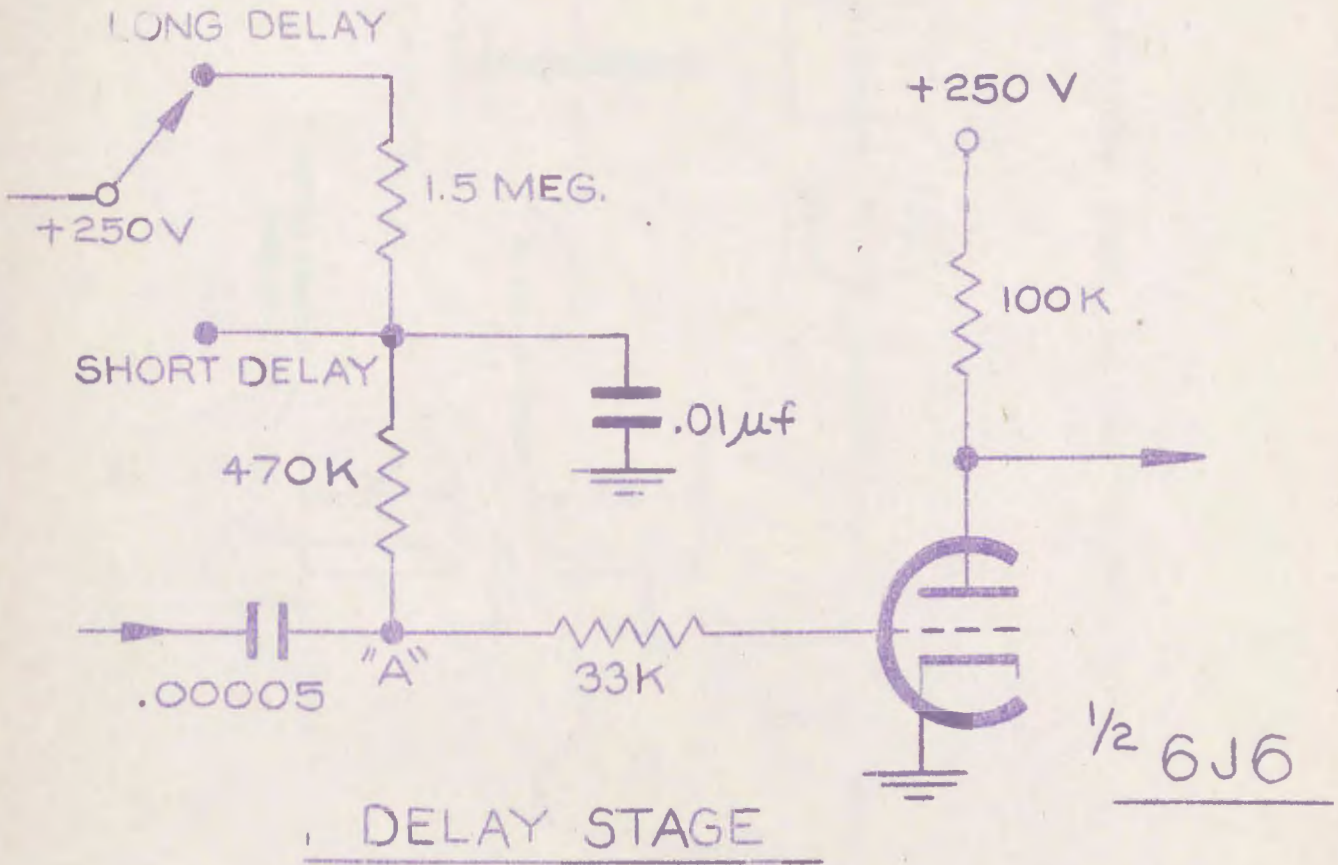 LONG DELAY
+250 V
1.5 MEG.
+250V
100K
SHORT DELAY
.01µf
470K
"A"
.00005
33K
1/2 6J6
DELAY STAGE